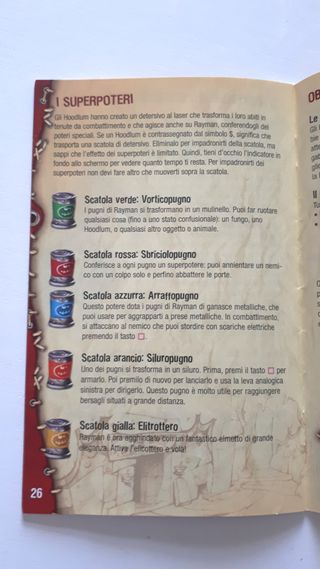 I SUPERPOTERI
Gli Hoodlum hanno creato un detersivo al laser che trasforma i loro abiti in
tenute da combattimento e che agisce anche su Rayman, conferendogli dei
poteri speciali. Se un Hoodlum è contrassegnato dal simbolo $, significa che
trasporta una scatola di detersivo. Eliminalo per impadronirti della scatola, ma
sappi che l'effetto dei superpoteri è limitato. Quindi, tieni d'occhio l'indicatore in
fondo allo schermo per vedere quanto tempo ti resta. Per impadronirti dei
superpoteri non devi fare altro che muoverti sopra la scatola.
Scatola verde: Vorticopugno
I pugni di Rayman si trasformano in un mulinello. Puoi far ruotare
qualsiasi cosa (fino a uno stato confusionale): un fungo, uno
Hoodlum, o qualsiasi altro oggetto o animale.
Scatola rossa: Sbriciolopugno
Conferisce a ogni pugno un superpotere: puoi annientare un nemi-
co con un colpo solo e perfino abbattere le porte.
Scatola azzurra: Arraffopugno
Questo potere dota i pugni di Rayman di ganasce metalliche, che
puoi usare per aggrapparti a prese metalliche. In combattimento,
si attaccano al nemico che puoi stordire con scariche elettriche
premendo il tasto □.
Scatola arancio: Siluropugno
Uno dei pugni si trasforma in un siluro. Prima, premi il tasto □ per
armarlo. Poi premilo di nuovo per lanciarlo e usa la leva analogica
sinistra per dirigerlo. Questo pugno è molto utile per raggiungere
bersagli situati a grande distanza.
Scatola gialla: Elitrottero
Rayman è ora agghindato con un fantastico elmetto di grande
eleganza. Attiva l'elicottero e voilà!
26
OB
Le